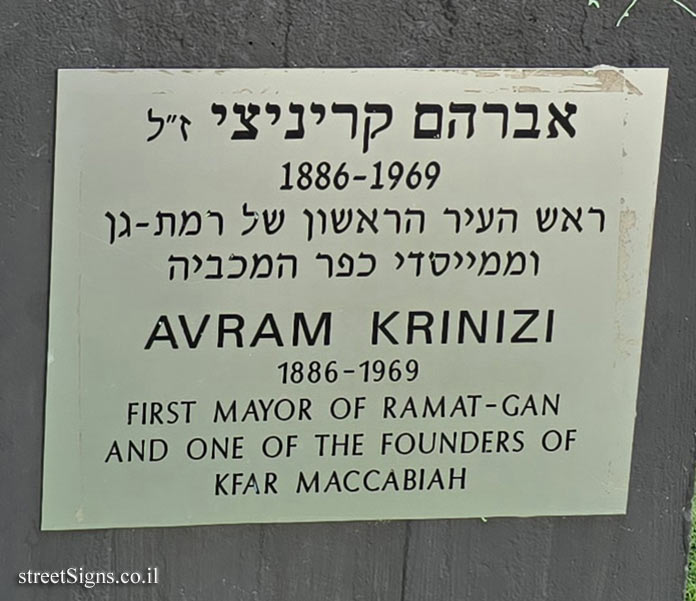 אברהם קריניצי ז"ל
1886-1969
ראש העיר הראשון של רמת-גן
וממייסדי כפר המכביה
AVRAM KRINIZI
1886-1969
FIRST MAYOR OF RAMAT-GAN
AND ONE OF THE FOUNDERS OF
KFAR MACCABIAH
streetSigns.co.il